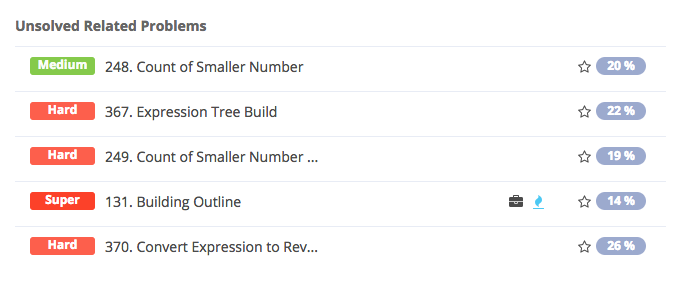 Unsolved Related Problems
Medium 248. Count of Smaller Number 20 %
Hard 367. Expression Tree Build 22 %
Hard 249. Count of Smaller Number ... 19 %
Super 131. Building Outline 14 %
Hard 370. Convert Expression to Rev... 26 %